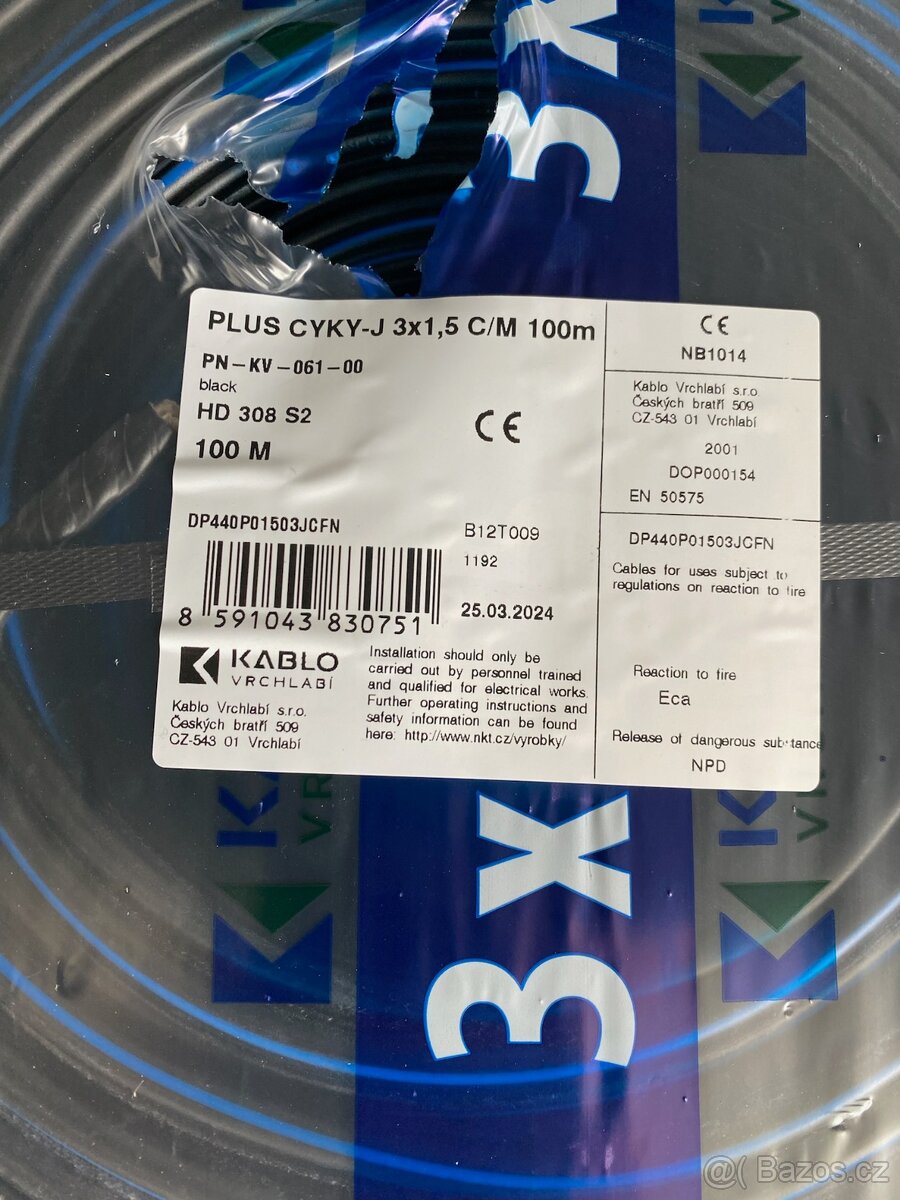 3x
PLUS CYKY-J 3x1,5 C/M 100m
PN-KV-061-00
black
HD 308 S2
100 M
CE
DP440P01503JCFN
B12T009
1192
8 591043 830751
25.03.2024
KABLO
VRCHLABÍ
Kablo Vrchlabí s.r.o.
Českých bratří 509
CZ-543 01 Vrchlabí
Installation should only be
carried out by personnel trained
and qualified for electrical works.
Further operating instructions and
safety information can be found
here: http://www.nkt.cz/vyrobky/
CE
NB1014
Kablo Vrchlabí s.r.o
Českých bratří 509
CZ-543 01 Vrchlabí
2001
DOP000154
EN 50575
DP440P01503JCFN
Cables for uses subject to
regulations on reaction to fire
Reaction to fire
Eca
Release of dangerous substance
NPD
3x
@( Bazos.cz